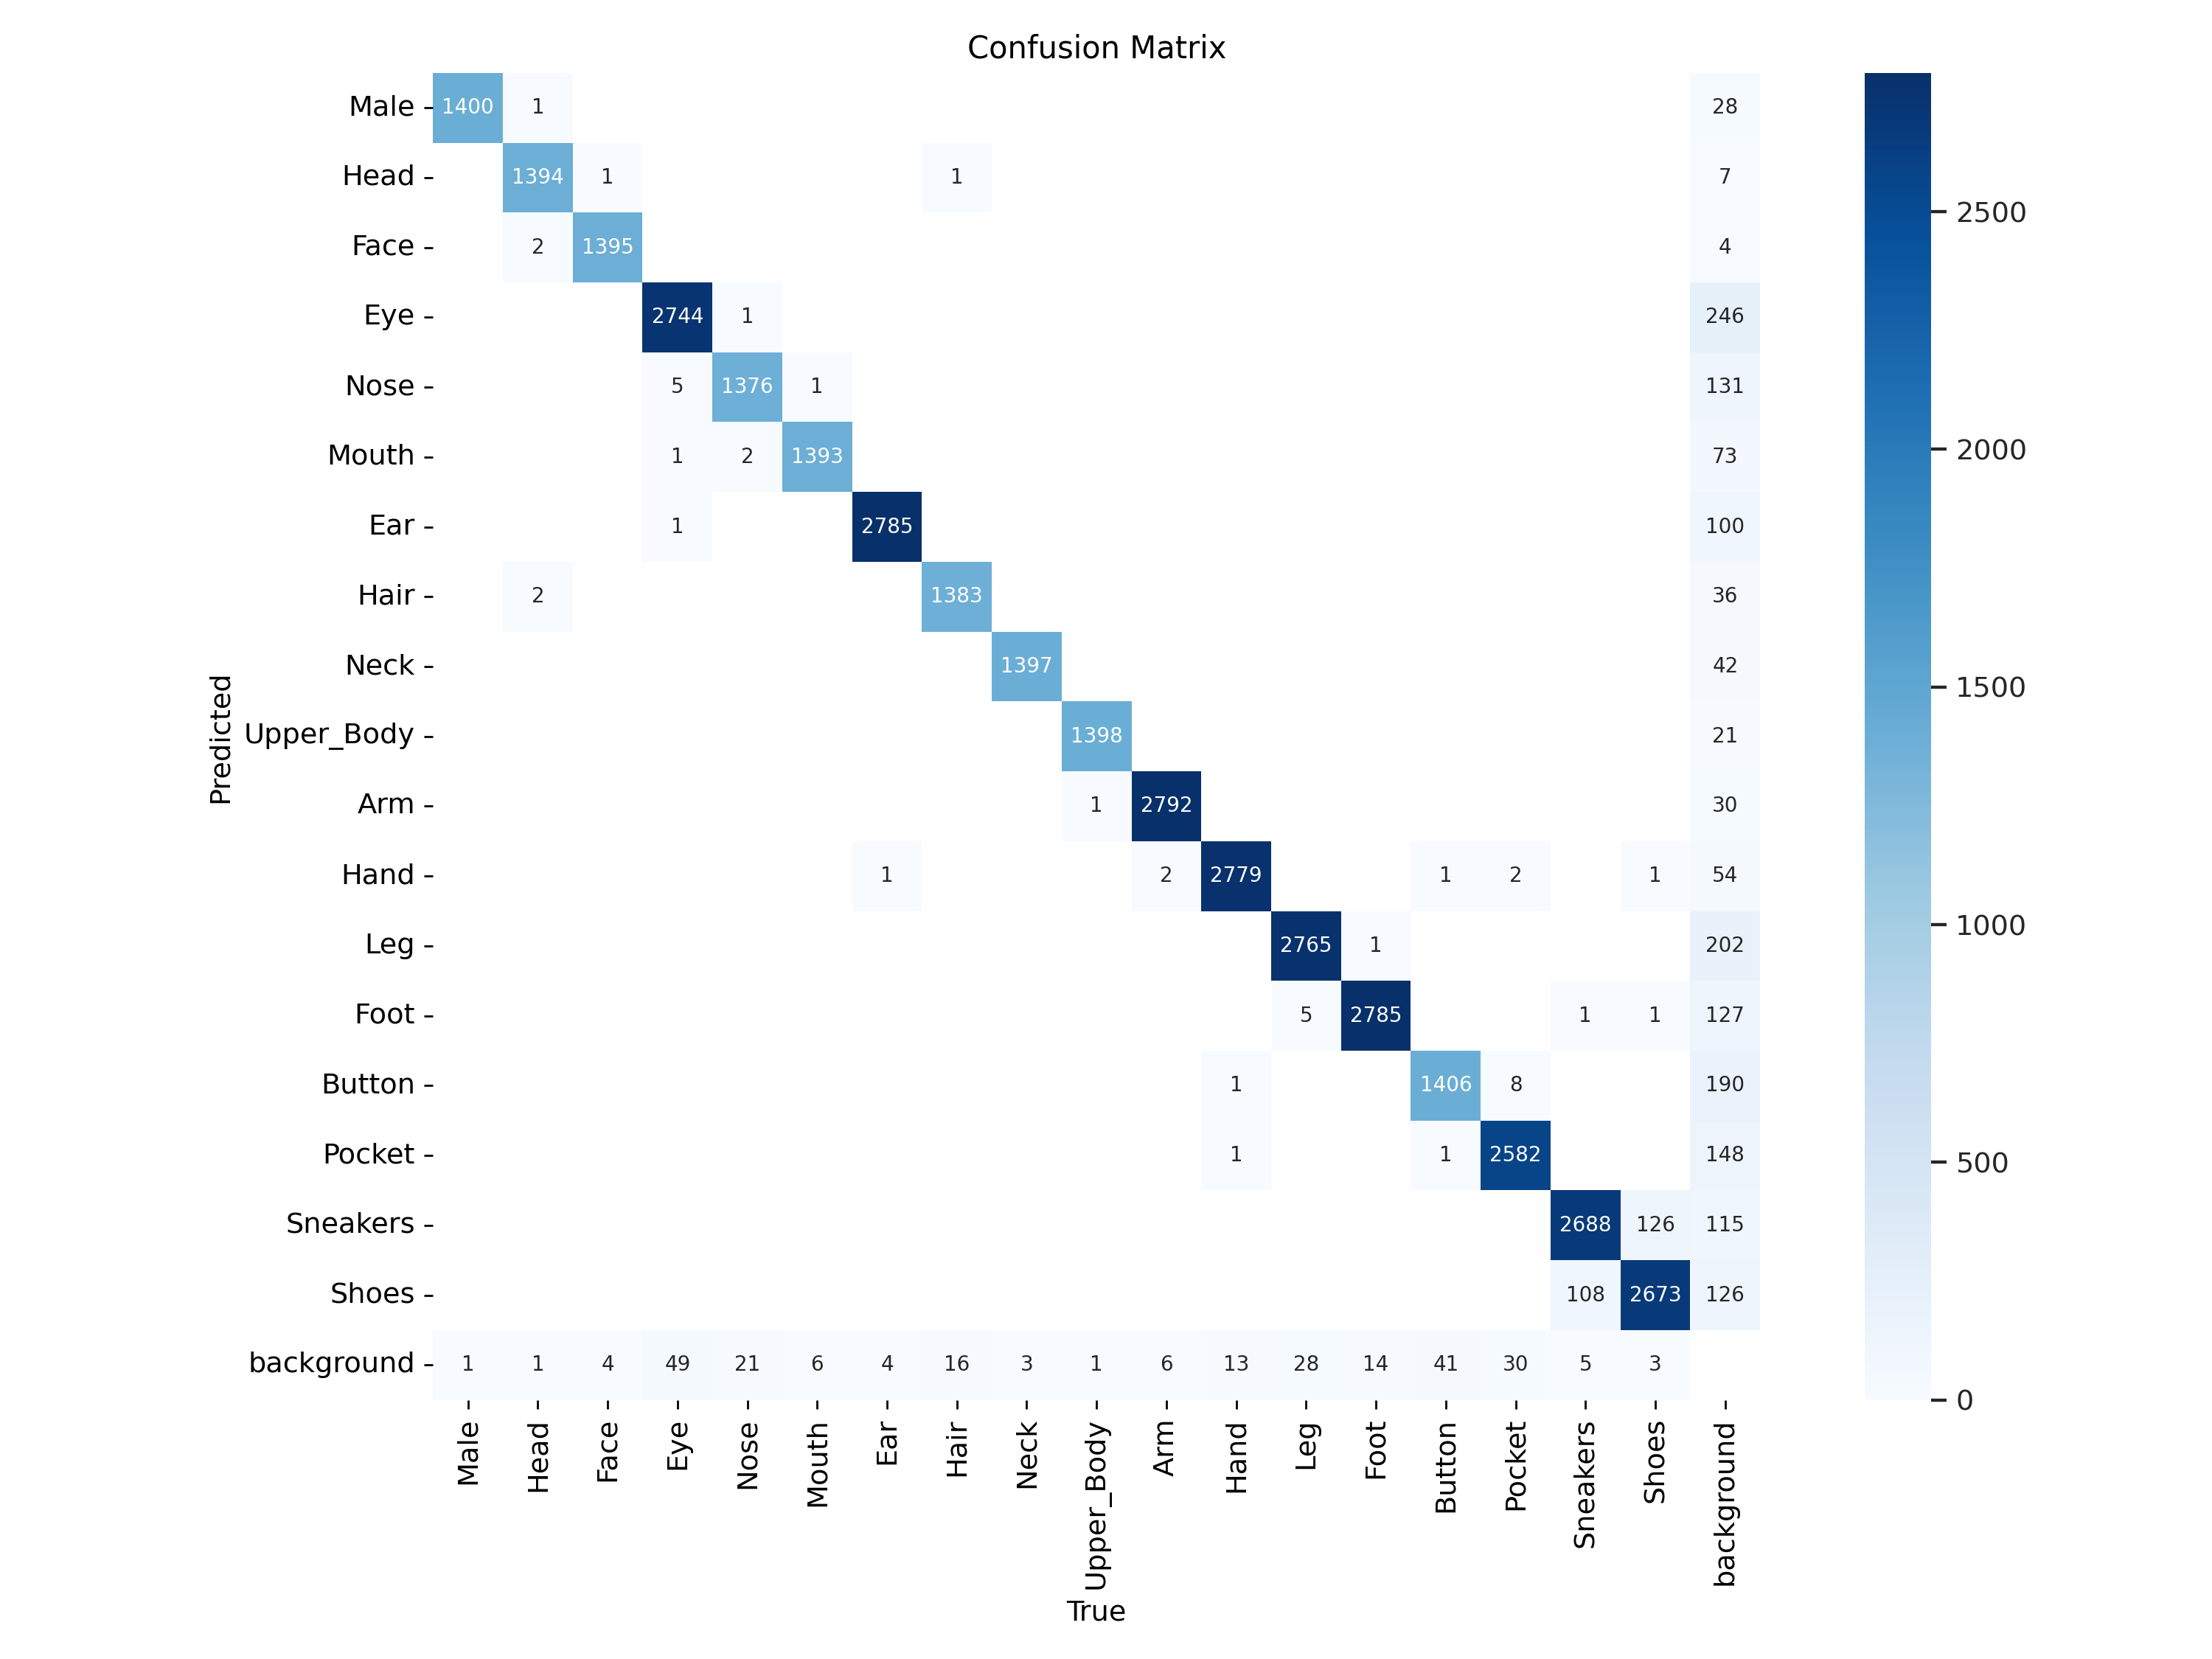 Confusion Matrix
Male 1400 1 28
Head 1394 1 1 7
Face 2 1395 4
Eye 2744 1 246
Nose 5 1376 1 131
Mouth 1 2 1393 73
Ear 1 2785 100
Hair 2 1383 36
Neck 1397 42
Upper_Body 1398 21
Arm 1 2792 30
Hand 1 2 2779 1 2 1 54
Leg 2765 1 202
Foot 5 2785 1 1 127
Button 1 1406 8 190
Pocket 1 1 2582 148
Sneakers 2688 126 115
Shoes 108 2673 126
background 1 1 4 49 21 6 4 16 3 1 6 13 28 14 41 30 5 3
Predicted
Male Head Face Eye Nose Mouth Ear Hair Neck Upper_Body Arm Hand Leg Foot Button Pocket Sneakers Shoes background
True
2500
2000
1500
1000
500
0